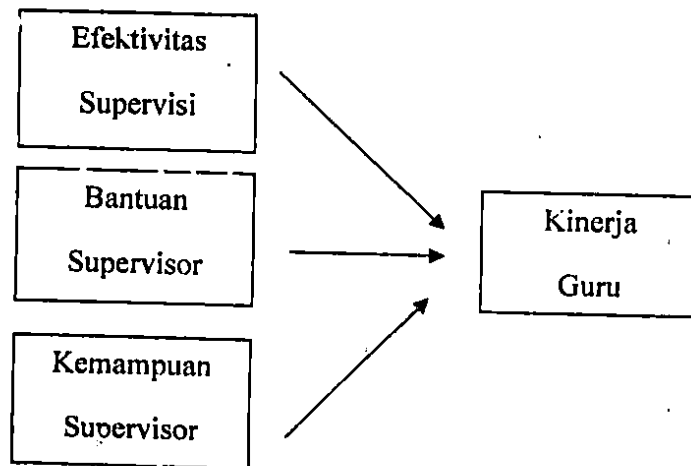 Efektivitas
Supervisi
Bantuan
Supervisor
Kemampuan
Supervisor
Kinerja
Guru